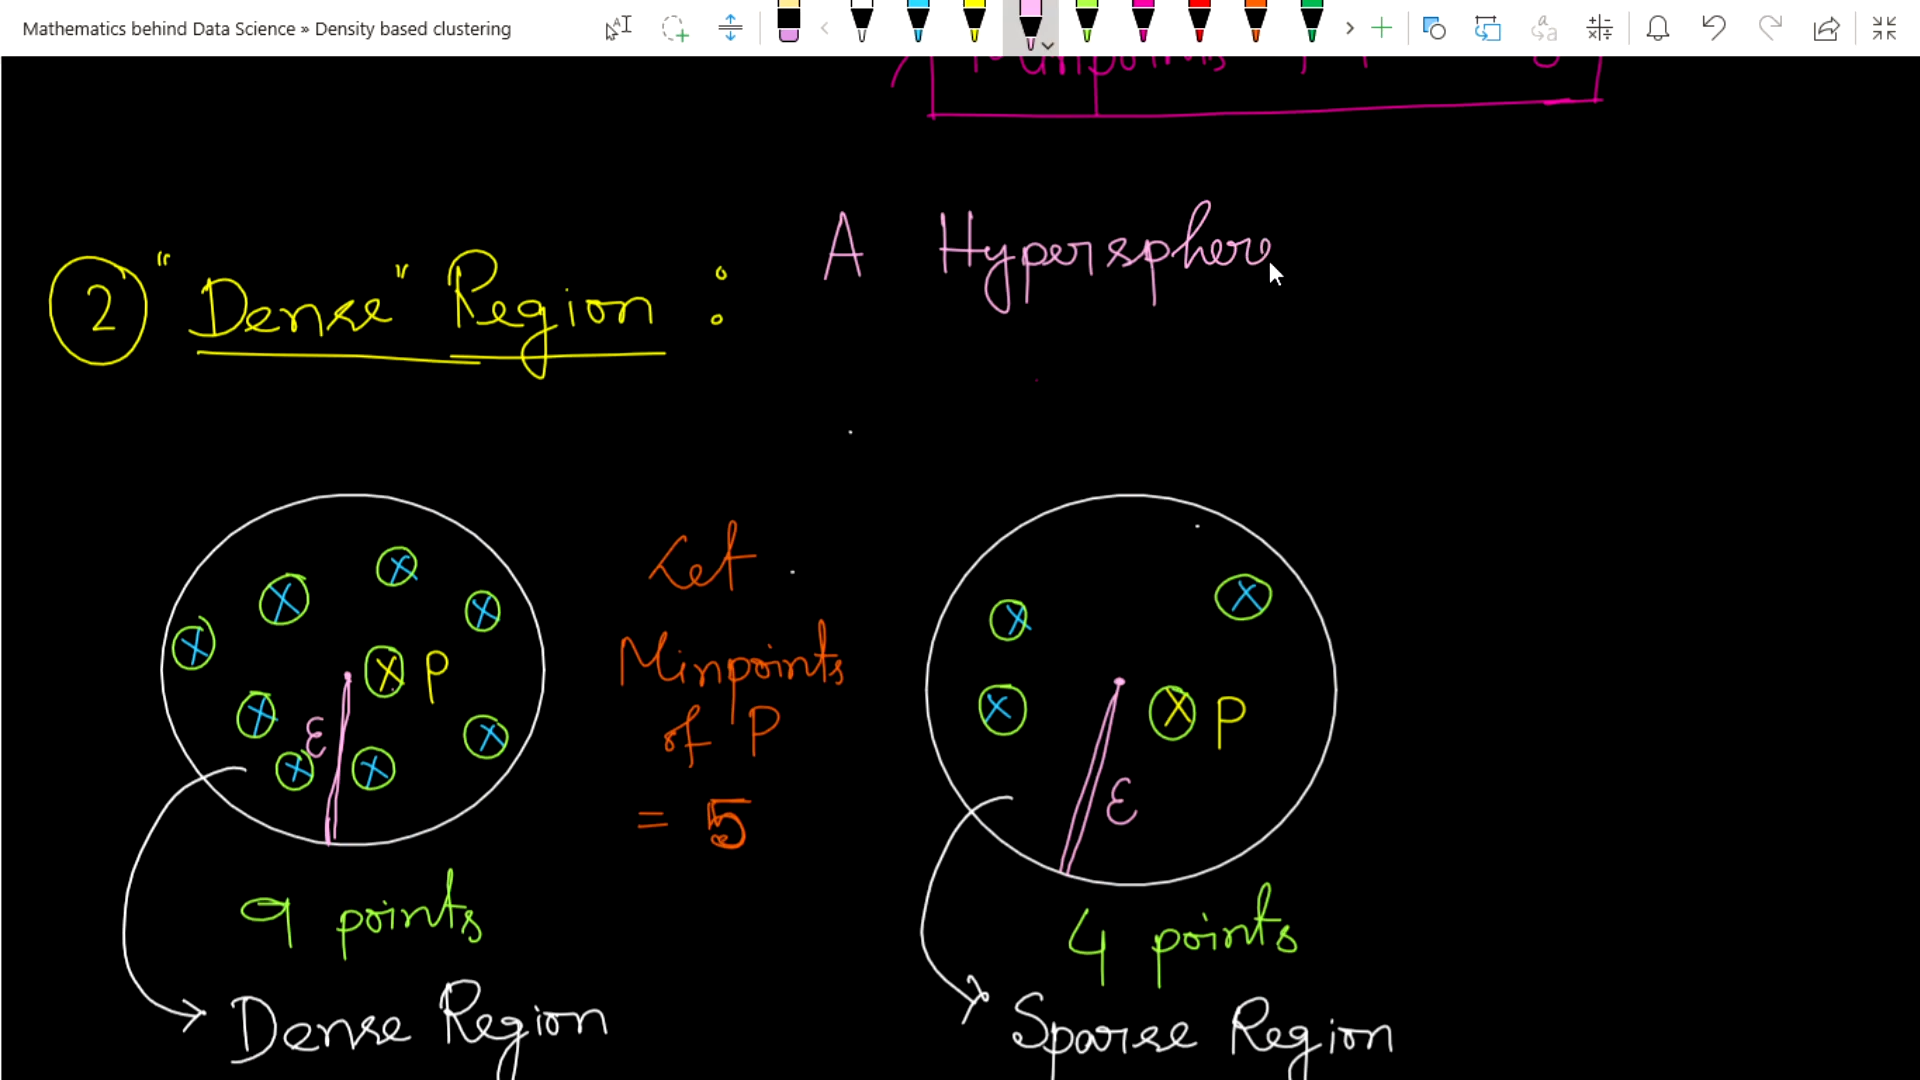 Mathematics behind Data Science » Density based clustering
A Hypersphere
② "Dense" Region :
Let
Minpoints
of P
= 5
P
ε
P
ε
9 points
4 points
Dense Region
Sparse Region